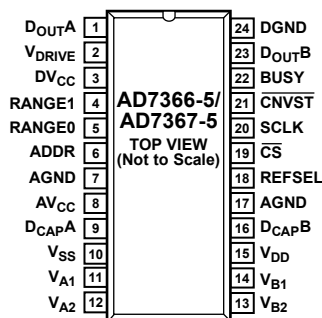 DOUTA 1
VDRIVE 2
DVCC 3
RANGE1 4
RANGE0 5
ADDR 6
AGND 7
AVCC 8
DCAPA 9
VSS 10
VA1 11
VA2 12
AD7366-5/
AD7367-5
TOP VIEW
(Not to Scale)
24 DGND
23 DOUTB
22 BUSY
21 CNVST
20 SCLK
19 CS
18 REFSEL
17 AGND
16 DCAPB
15 VDD
14 VB1
13 VB2